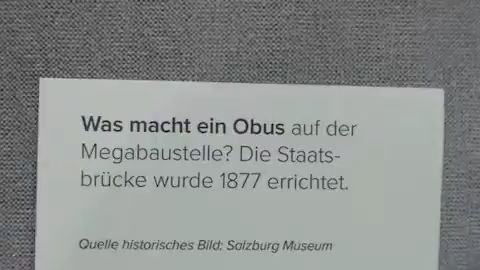 Was macht ein Obus auf der
Megabaustelle? Die Staats-
brücke wurde 1877 errichtet.
Quelle historisches Bild: Salzburg Museum